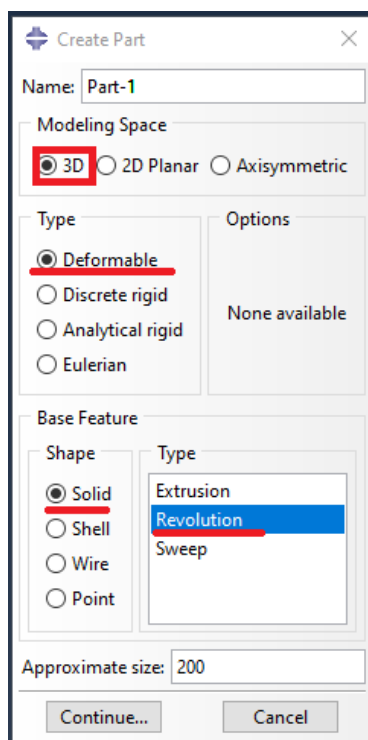 Create Part
Name: Part-1
Modeling Space
3D 2D Planar Axisymmetric
Type Options
Deformable
Discrete rigid
None available
Analytical rigid
Eulerian
Base Feature
Shape Type
Solid Extrusion
Revolution
Shell
Sweep
Wire
Point
Approximate size: 200
Continue... Cancel